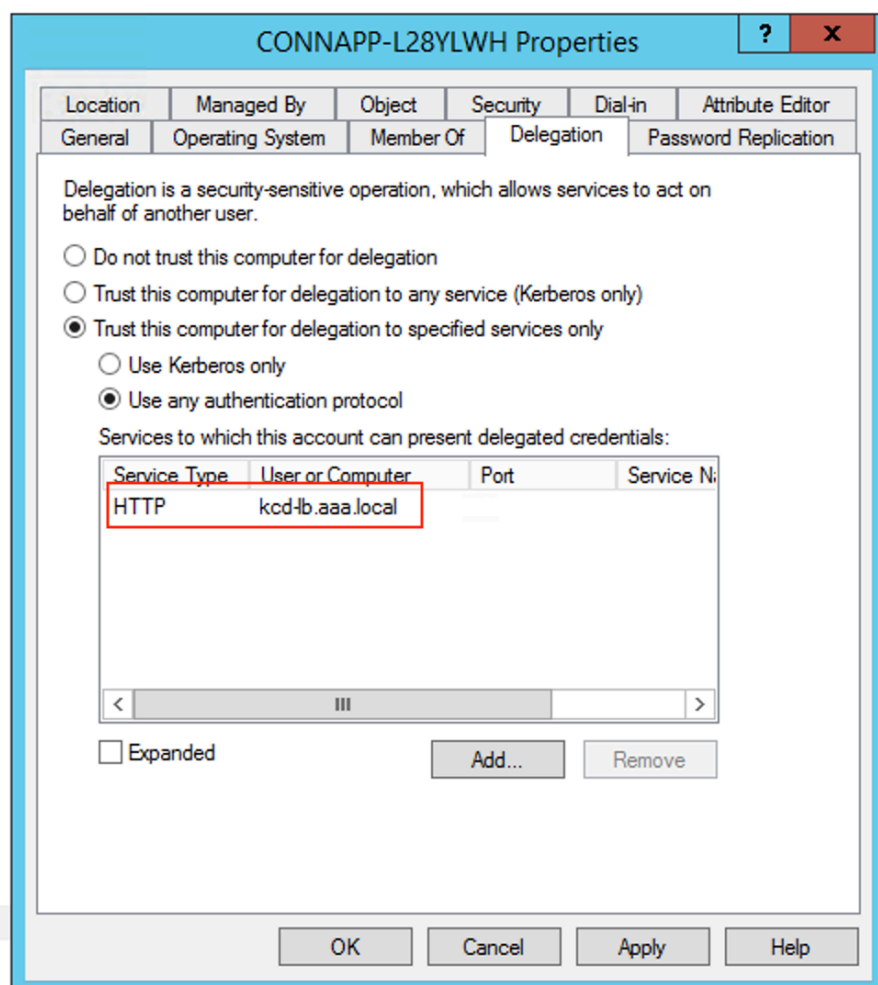 CONNAPP-L28YLWH Properties
? x
Location Managed By Object Security Dial-in Attribute Editor
General Operating System Member Of Delegation Password Replication
Delegation is a security-sensitive operation, which allows services to act on
behalf of another user.
Do not trust this computer for delegation
Trust this computer for delegation to any service (Kerberos only)
Trust this computer for delegation to specified services only
Use Kerberos only
Use any authentication protocol
Services to which this account can present delegated credentials:
Service Type User or Computer Port Service Na
HTTP kcd-lb.aaa.local
Expanded Add... Remove
OK Cancel Apply Help